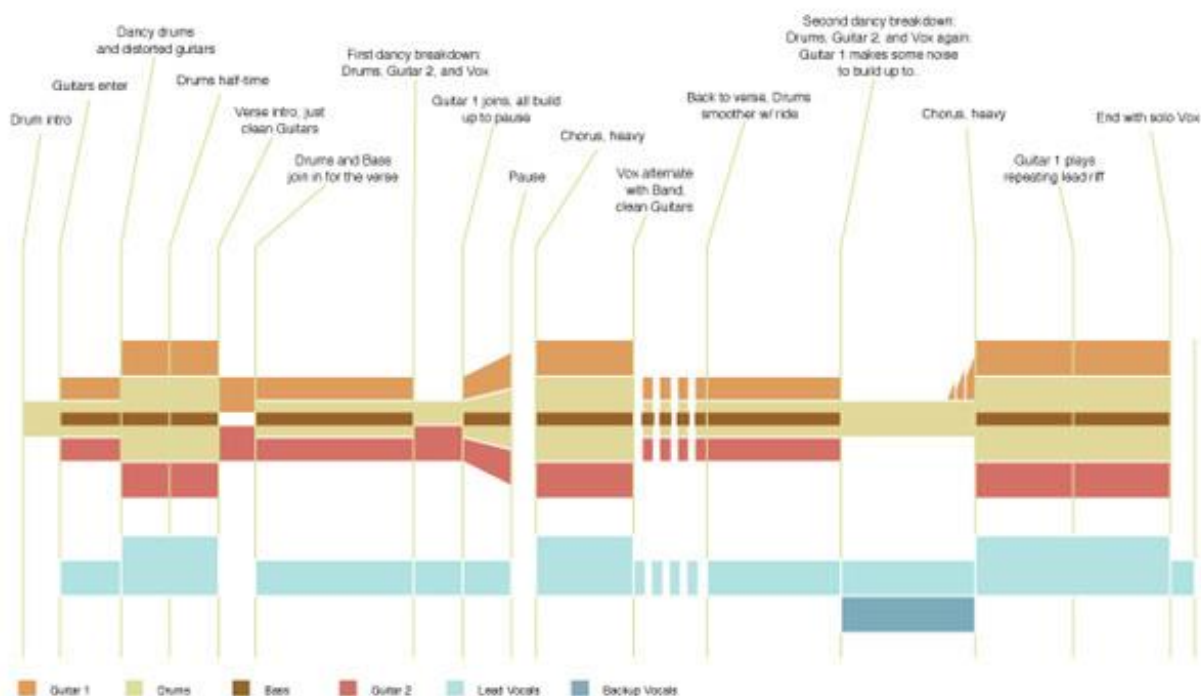 Drum intro
Guitars enter
Dancy drums
and distorted guitars
Drums half-time
Verse intro, just
clean Guitars
Drums and Bass
join in for the verse
First dancy breakdown:
Drums, Guitar 2, and Vox
Guitar 1 joins, all build
up to pause
Pause
Chorus, heavy
Vox alternate
with Band,
clean Guitars
Back to verse, Drums
smoother w/ ride
Second dancy breakdown:
Drums, Guitar 2, and Vox again.
Guitar 1 makes some noise
to build up to...
Chorus, heavy
Guitar 1 plays
repeating lead riff
End with solo Vox
Guitar 1
Drums
Bass
Guitar 2
Lead Vocals
Backup Vocals